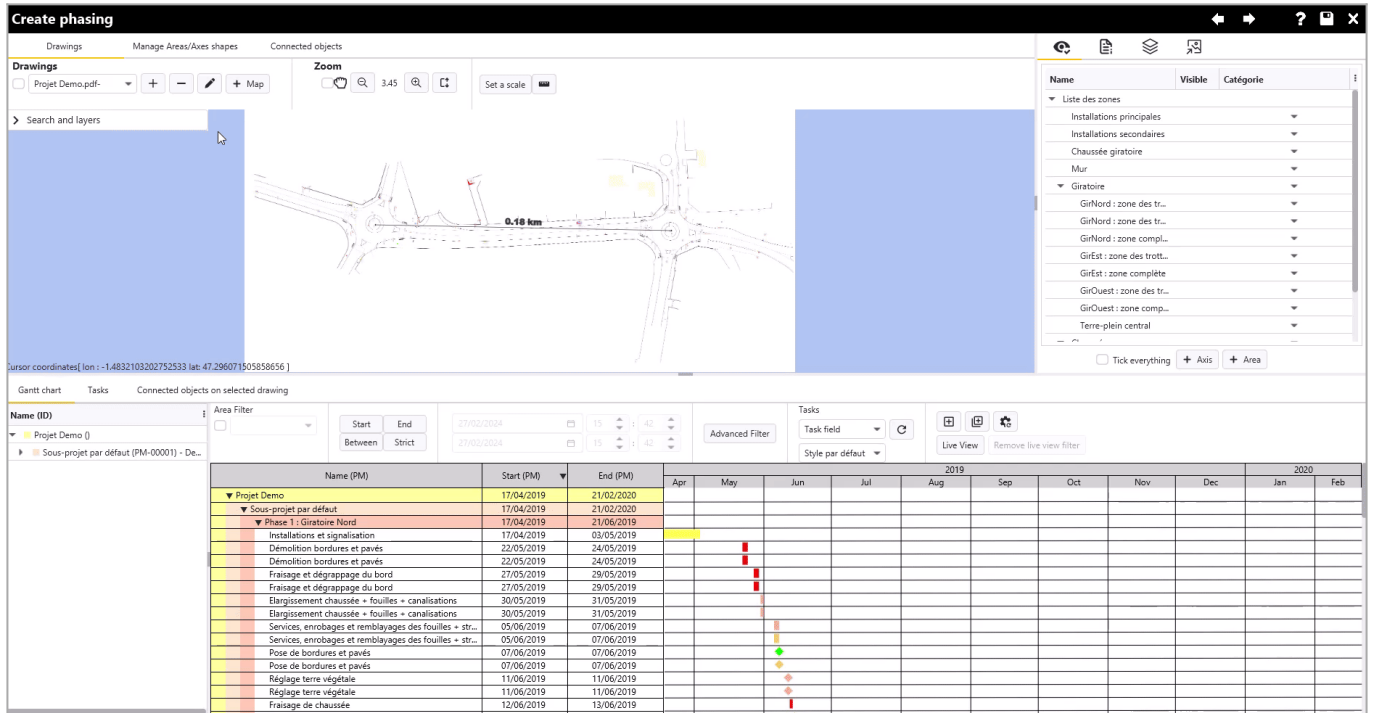 Create phasing
?
Drawings Manage Areas/Axes shapes Connected objects
Drawings
Projet Demo.pdf-
+ Map
Zoom
3.45
Set a scale
Search and layers
0.18 km
Cursor coordinates[ lon : -1.4832103202752533 lat: 47.296071505858656 ]
Name Visible Catégorie
Liste des zones
Installations principales
Installations secondaires
Chaussée giratoire
Mur
Giratoire
GirNord : zone des tr...
GirNord : zone des tr...
GirNord : zone compl...
GirEst : zone des trott...
GirEst : zone complète
GirOuest : zone des tr...
GirOuest : zone comp...
Terre-plein central
Tick everything + Axis + Area
Gantt chart Tasks Connected objects on selected drawing
Name (ID)
Projet Demo ()
Sous-projet par défaut (PM-00001) - De...
Area Filter
Start End
Between Strict
27/02/2024 15 : 42
27/02/2024 15 : 42
Advanced Filter
Tasks
Task field
Style par défaut
Live View Remove live view filter
Name (PM) Start (PM) End (PM)
2019 2020
Apr May Jun Jul Aug Sep Oct Nov Dec Jan Feb
Projet Demo 17/04/2019 21/02/2020
Sous-projet par défaut 17/04/2019 21/02/2020
Phase 1 : Giratoire Nord 17/04/2019 21/06/2019
Installations et signalisation 17/04/2019 03/05/2019
Démolition bordures et pavés 22/05/2019 24/05/2019
Démolition bordures et pavés 22/05/2019 24/05/2019
Fraisage et dégrappage du bord 27/05/2019 29/05/2019
Fraisage et dégrappage du bord 27/05/2019 29/05/2019
Elargissement chaussée + fouilles + canalisations 30/05/2019 31/05/2019
Elargissement chaussée + fouilles + canalisations 30/05/2019 31/05/2019
Services, enrobages et remblayages des fouilles + str... 05/06/2019 07/06/2019
Services, enrobages et remblayages des fouilles + str... 05/06/2019 07/06/2019
Pose de bordures et pavés 07/06/2019 07/06/2019
Pose de bordures et pavés 07/06/2019 07/06/2019
Réglage terre végétale 11/06/2019 11/06/2019
Réglage terre végétale 11/06/2019 11/06/2019
Fraisage de chaussée 12/06/2019 13/06/2019